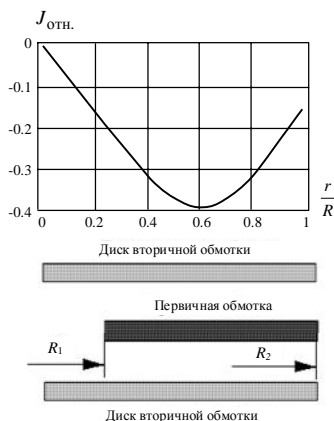 J отн.
0
-0.1
-0.2
-0.3
-0.4
0 0.2 0.4 0.6 0.8 1 r/R
Диск вторичной обмотки
Первичная обмотка
R1 R2
Диск вторичной обмотки